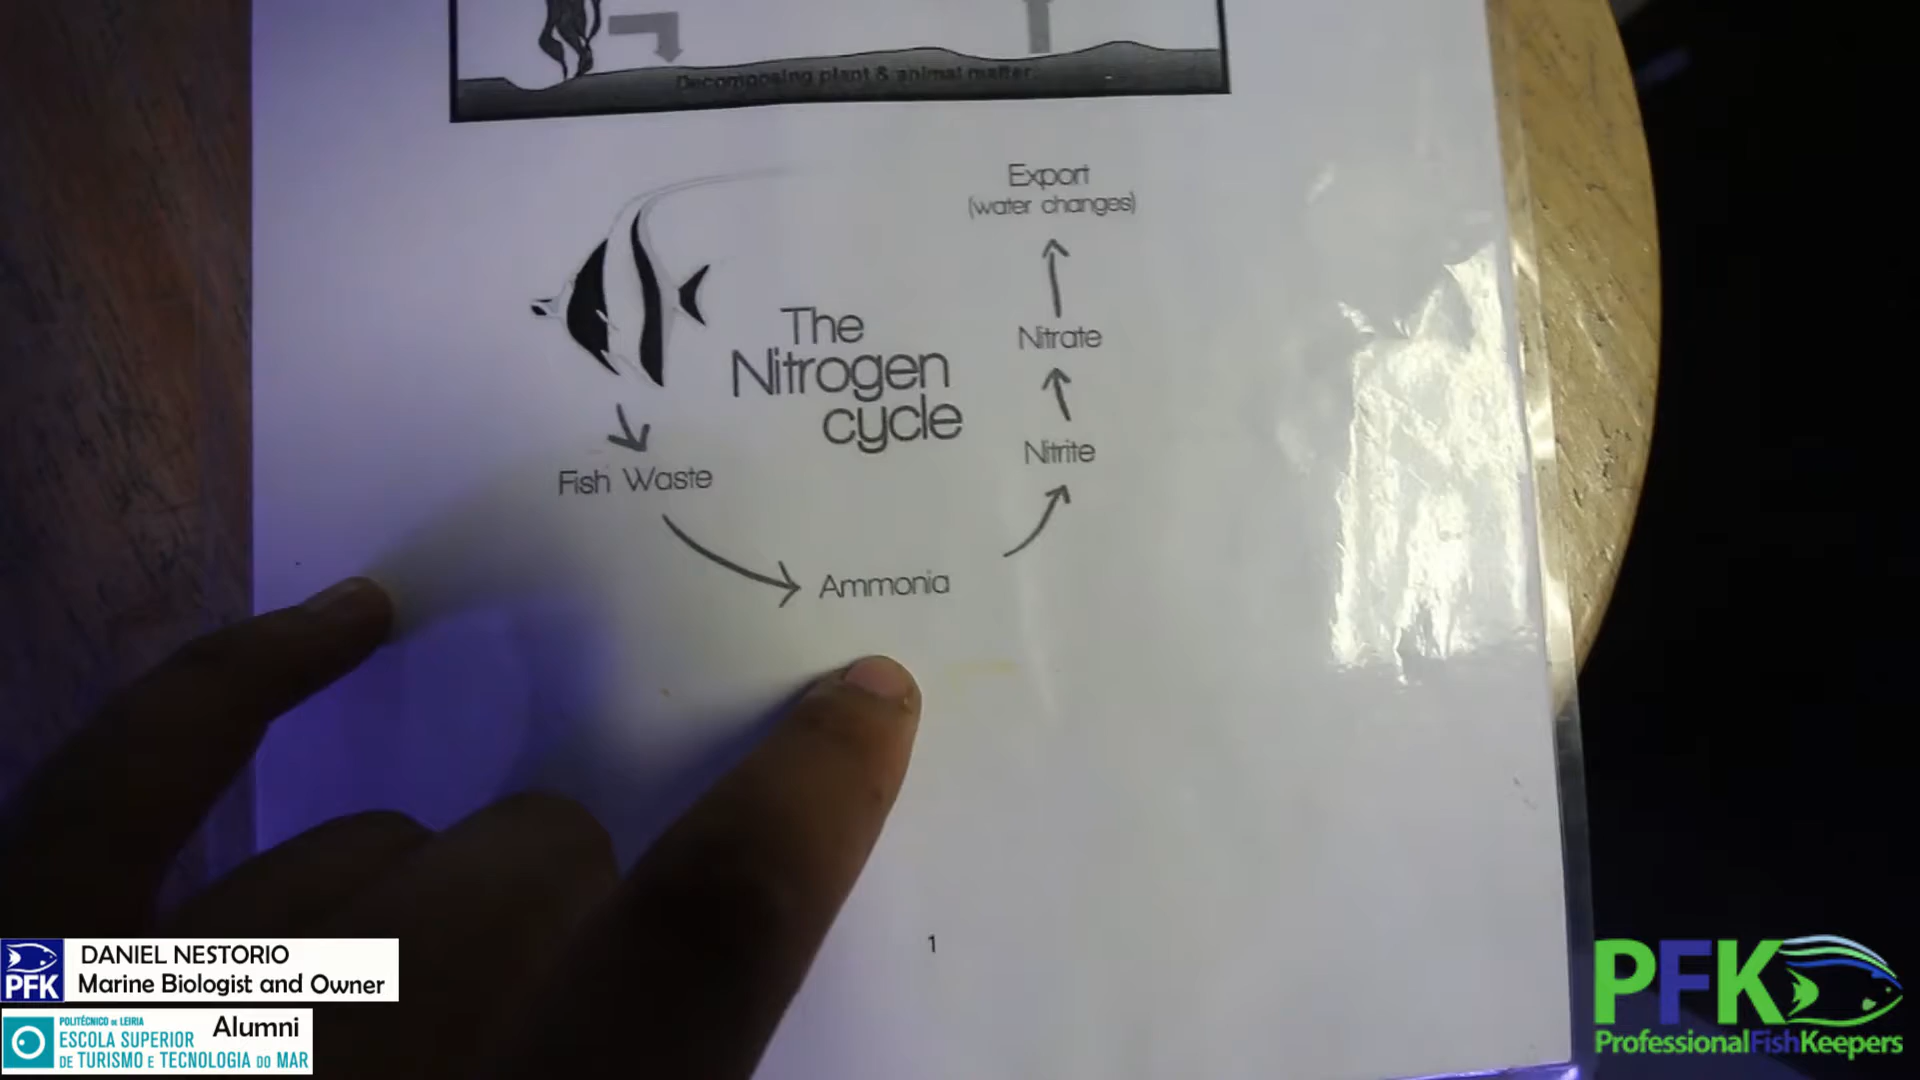 Decomposing plant & animal matter
Export
(water changes)
The
Nitrogen
cycle
Nitrate
Nitrite
Fish Waste
Ammonia
1
DANIEL NESTORIO
PFK
Marine Biologist and Owner
POLITÉCNICO DE LEIRIA
Alumni
ESCOLA SUPERIOR
DE TURISMO E TECNOLOGIA DO MAR
PFK
ProfessionalFishKeepers